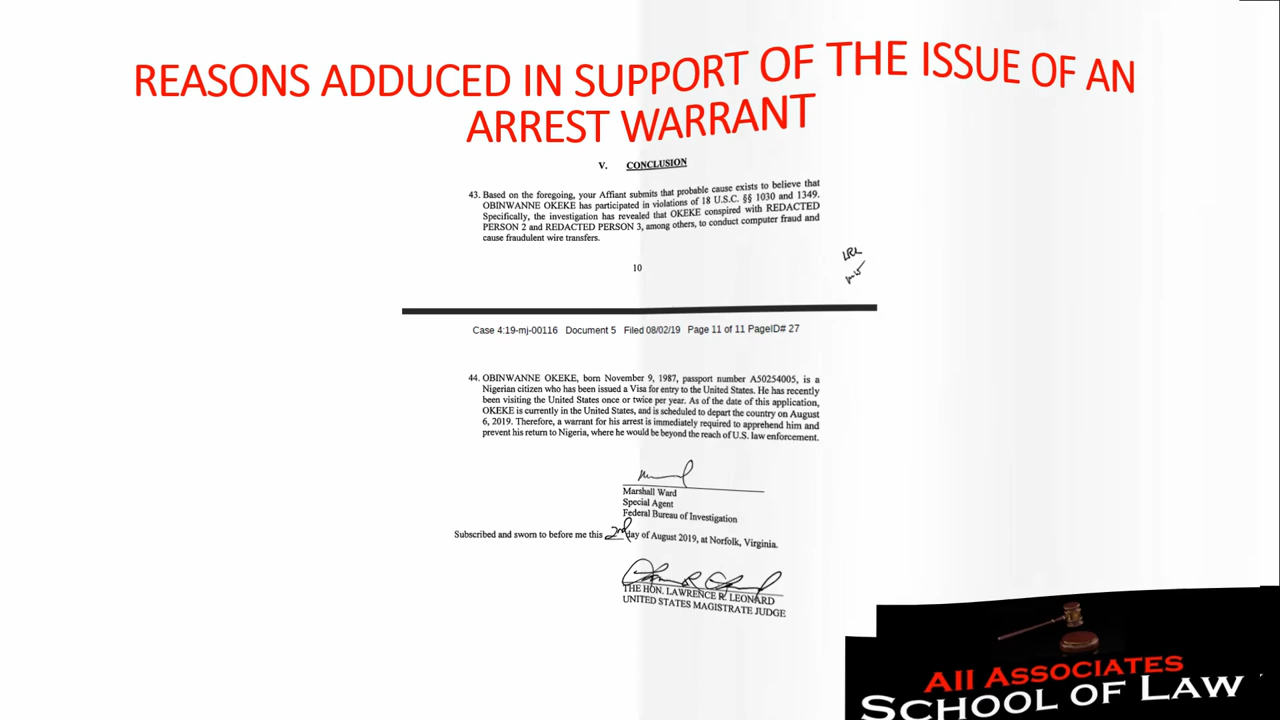 REASONS ADDUCED IN SUPPORT OF THE ISSUE OF AN
ARREST WARRANT
V. CONCLUSION
43. Based on the foregoing, your Affiant submits that probable cause exists to believe that
OBINWANNE OKEKE has participated in violations of 18 U.S.C. §§ 1030 and 1349.
Specifically, the investigation has revealed that OKEKE conspired with REDACTED
PERSON 2 and REDACTED PERSON 3, among others, to conduct computer fraud and
cause fraudulent wire transfers.
LRL
10
Case 4:19-mj-00116 Document 5 Filed 08/02/19 Page 11 of 11 PageID# 27
44. OBINWANNE OKEKE, born November 9, 1987, passport number A50254005, is a
Nigerian citizen who has been issued a Visa for entry to the United States. He has recently
been visiting the United States once or twice per year. As of the date of this application,
OKEKE is currently in the United States, and is scheduled to depart the country on August
6, 2019. Therefore, a warrant for his arrest is immediately required to apprehend him and
prevent his return to Nigeria, where he would be beyond the reach of U.S. law enforcement.
Marshall Ward
Special Agent
Federal Bureau of Investigation
Subscribed and sworn to before me this 2nd day of August 2019, at Norfolk, Virginia.
THE HON. LAWRENCE R. LEONARD
UNITED STATES MAGISTRATE JUDGE
All Associates
School of Law